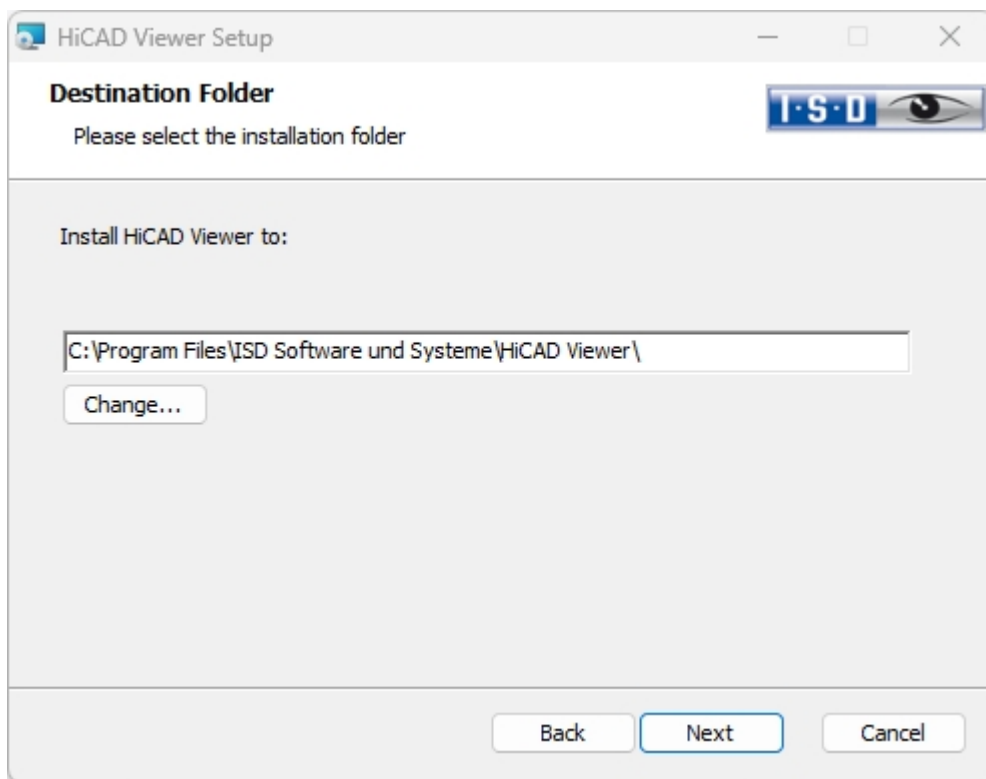 HiCAD Viewer Setup
Destination Folder
Please select the installation folder
I·S·D
Install HiCAD Viewer to:
C:\Program Files\ISD Software und Systeme\HiCAD Viewer\
Change...
Back Next Cancel